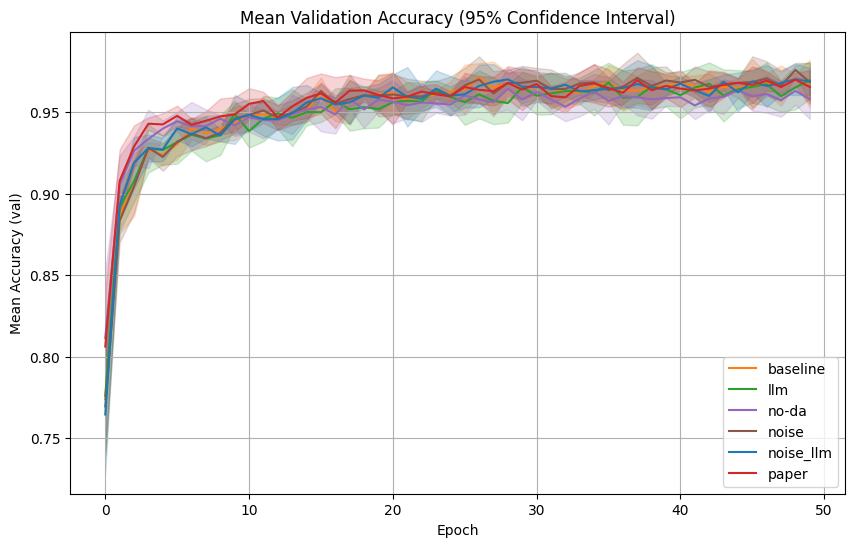 Mean Validation Accuracy (95% Confidence Interval)
Mean Accuracy (val)
0.95
0.90
0.85
0.80
0.75
0
10
20
30
40
50
Epoch
baseline
llm
no-da
noise
noise_llm
paper